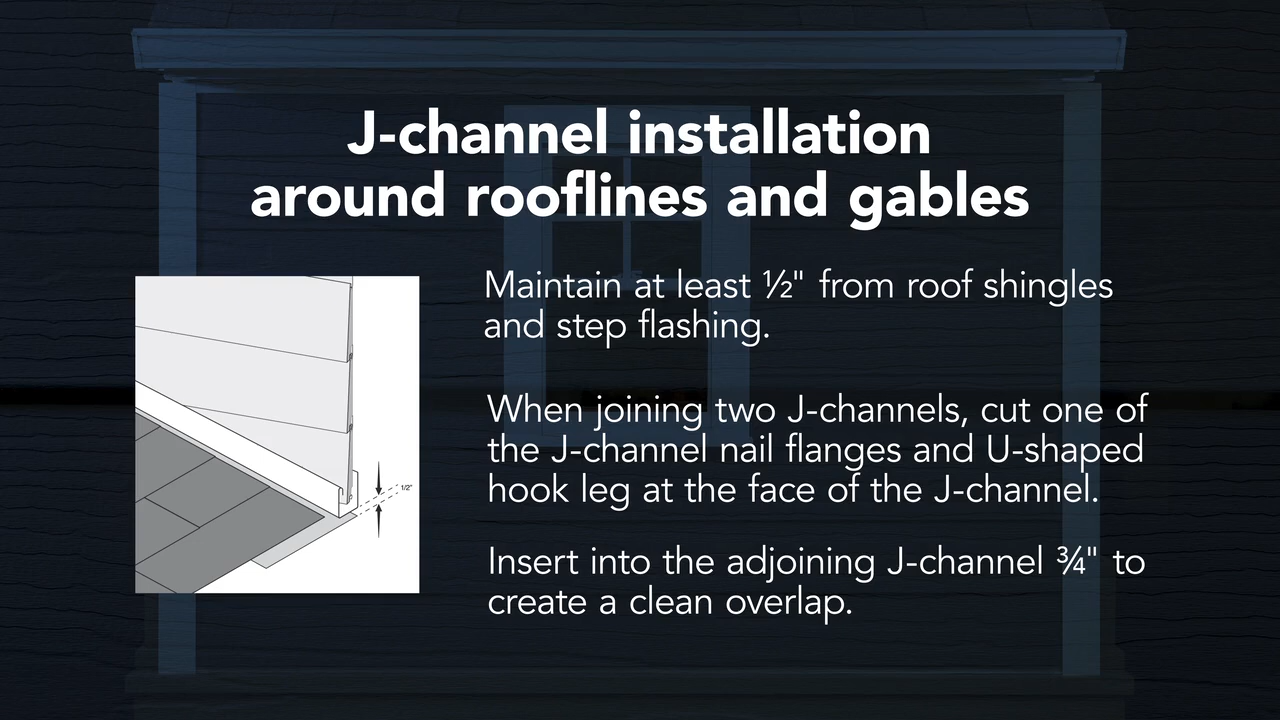 J-channel installation
around rooflines and gables
Maintain at least ½" from roof shingles
and step flashing.
When joining two J-channels, cut one of
the J-channel nail flanges and U-shaped
hook leg at the face of the J-channel.
Insert into the adjoining J-channel ¾" to
create a clean overlap.
1/2"